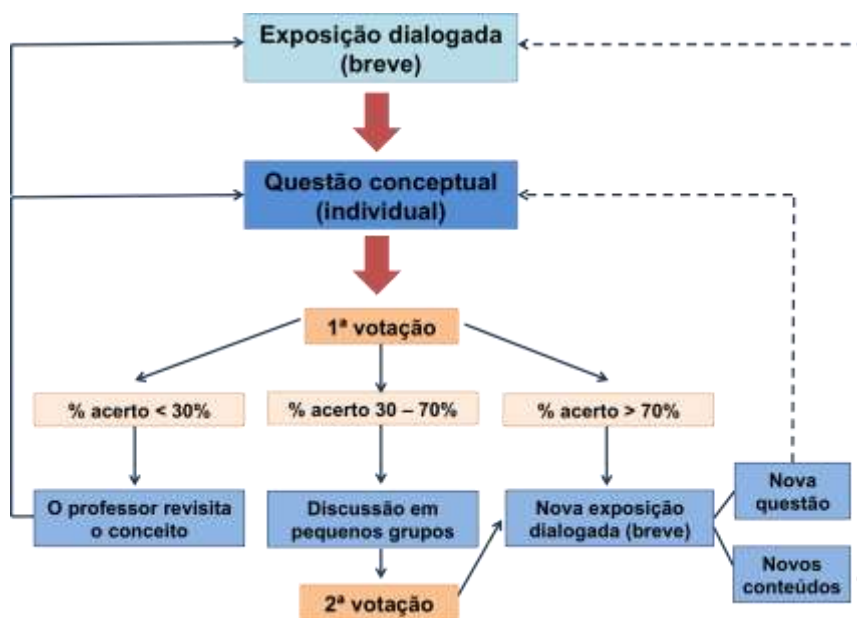 Exposição dialogada
(breve)
Questão conceptual
(individual)
1ª votação
% acerto < 30%
% acerto 30 – 70%
% acerto > 70%
O professor revisita
o conceito
Discussão em
pequenos grupos
Nova exposição
dialogada (breve)
Nova
questão
Novos
conteúdos
2ª votação